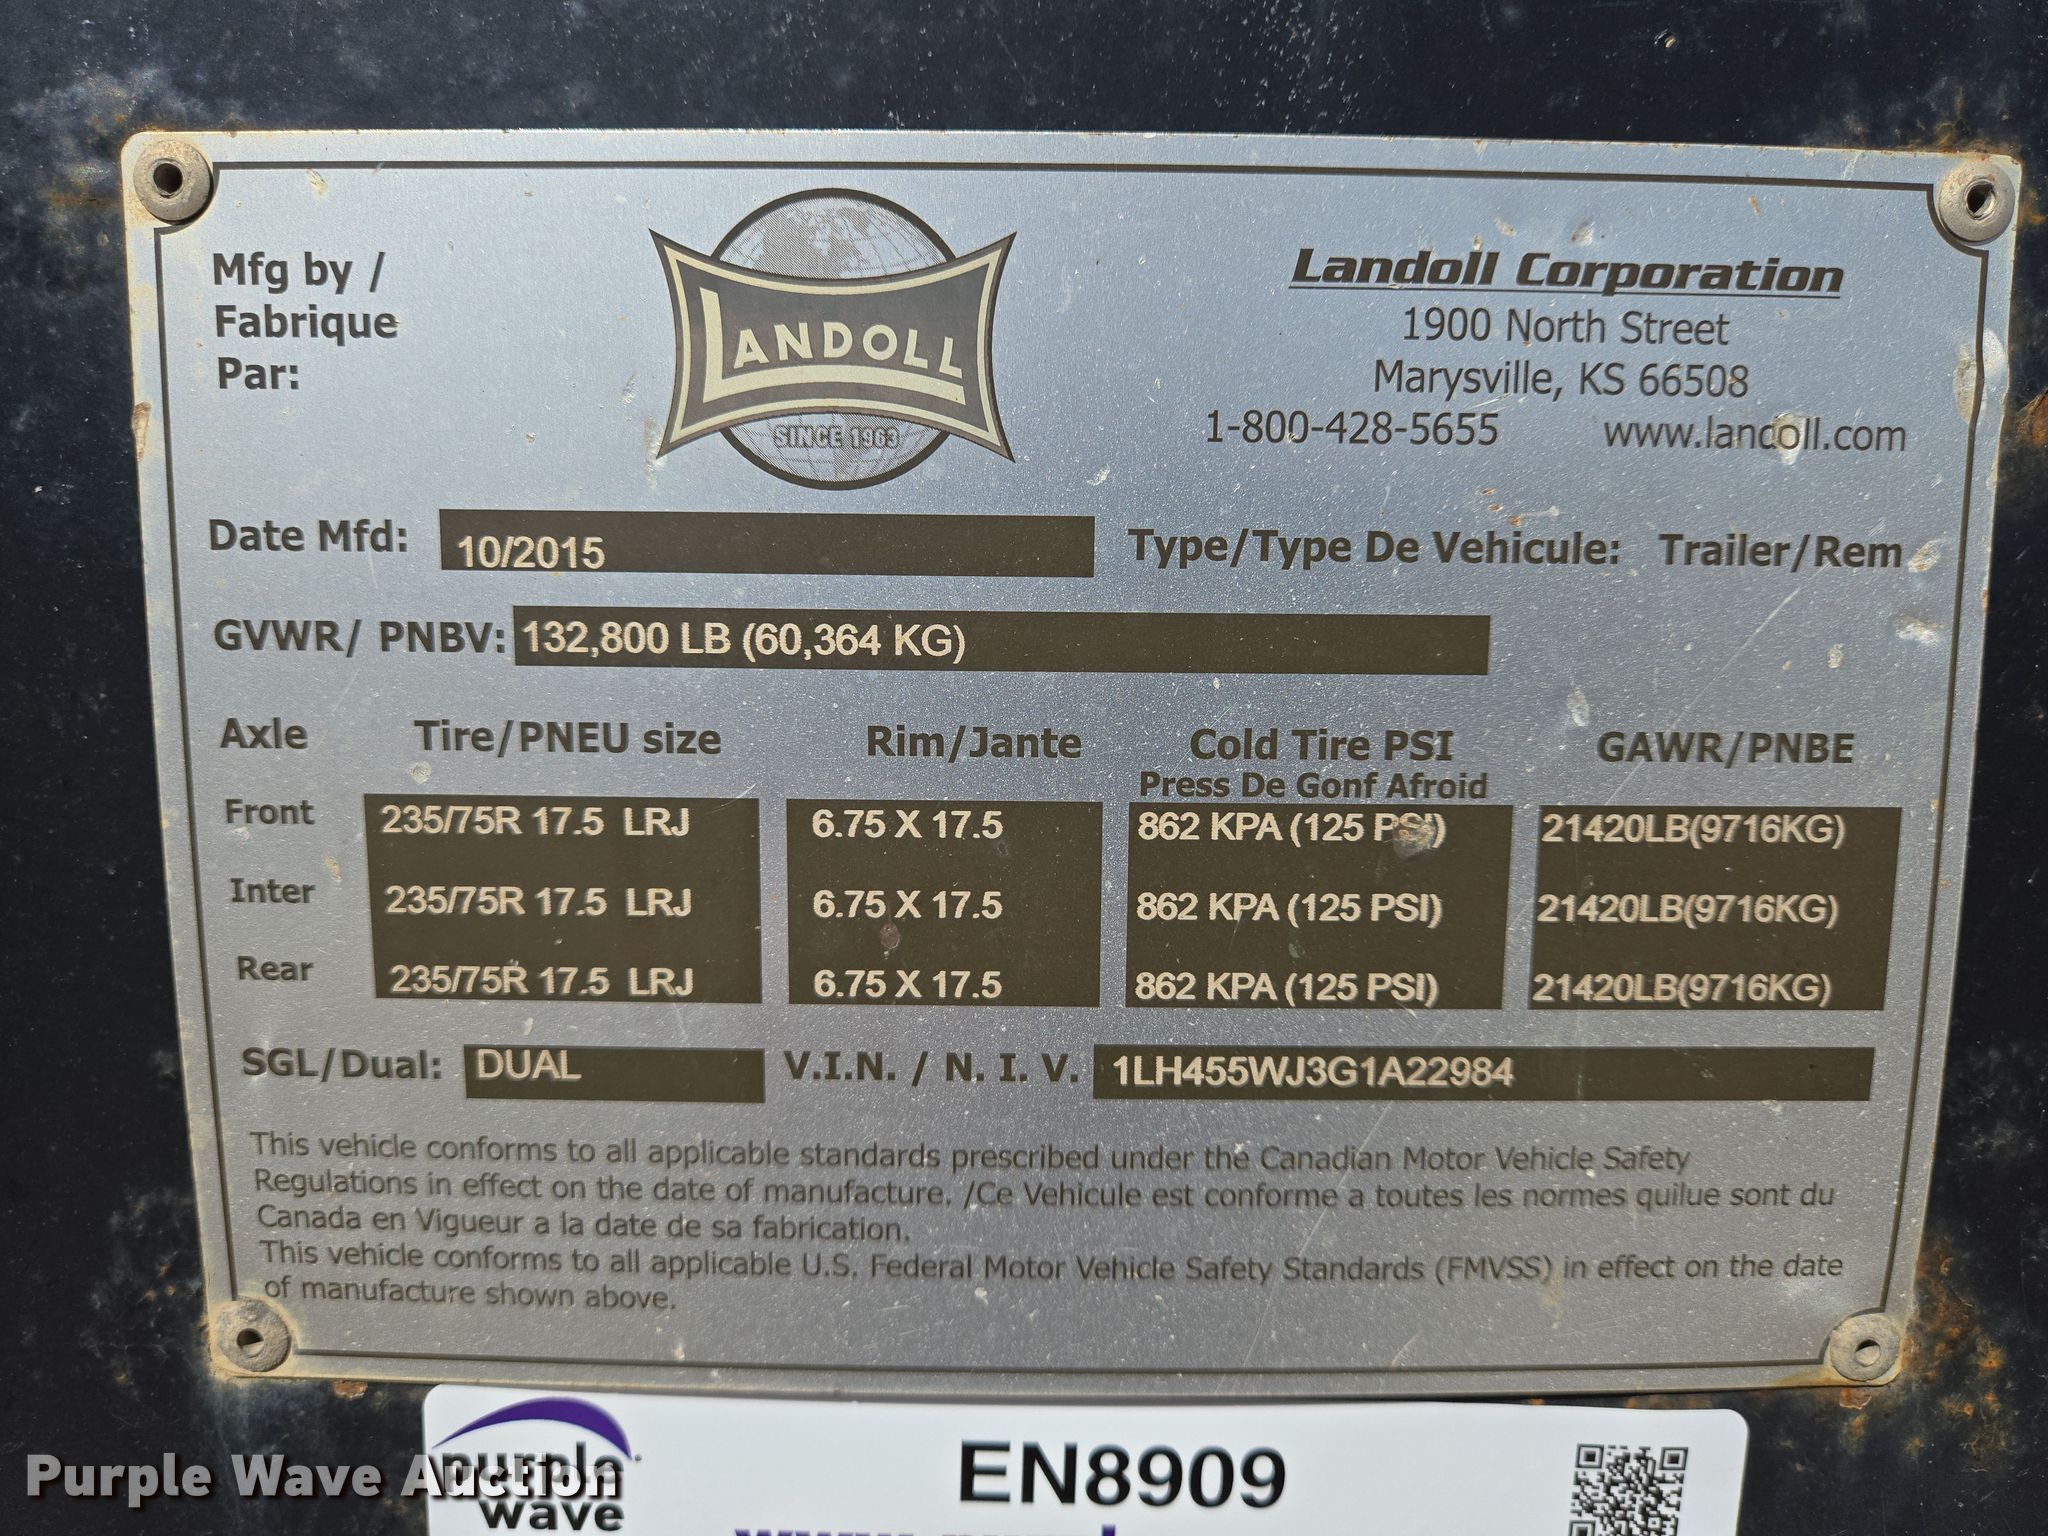 Mfg by /
Fabrique
Par:
LANDOLL
SINCE 1963
Landoll Corporation
1900 North Street
Marysville, KS 66508
1-800-428-5655 www.landoll.com
Date Mfd: 10/2015 Type/Type De Vehicule: Trailer/Rem
GVWR/ PNBV: 132,800 LB (60,364 KG)
Axle Tire/PNEU size Rim/Jante Cold Tire PSI GAWR/PNBE
Press De Gonf Afroid
Front 235/75R 17.5 LRJ 6.75 X 17.5 862 KPA (125 PSI) 21420LB(9716KG)
Inter 235/75R 17.5 LRJ 6.75 X 17.5 862 KPA (125 PSI) 21420LB(9716KG)
Rear 235/75R 17.5 LRJ 6.75 X 17.5 862 KPA (125 PSI) 21420LB(9716KG)
SGL/Dual: DUAL V.I.N. / N. I. V. 1LH455WJ3G1A22984
This vehicle conforms to all applicable standards prescribed under the Canadian Motor Vehicle Safety
Regulations in effect on the date of manufacture. /Ce Vehicule est conforme a toutes les normes quilue sont du
Canada en Vigueur a la date de sa fabrication.
This vehicle conforms to all applicable U.S. Federal Motor Vehicle Safety Standards (FMVSS) in effect on the date
of manufacture shown above.
purple
wave
EN8909
Purple Wave Auction